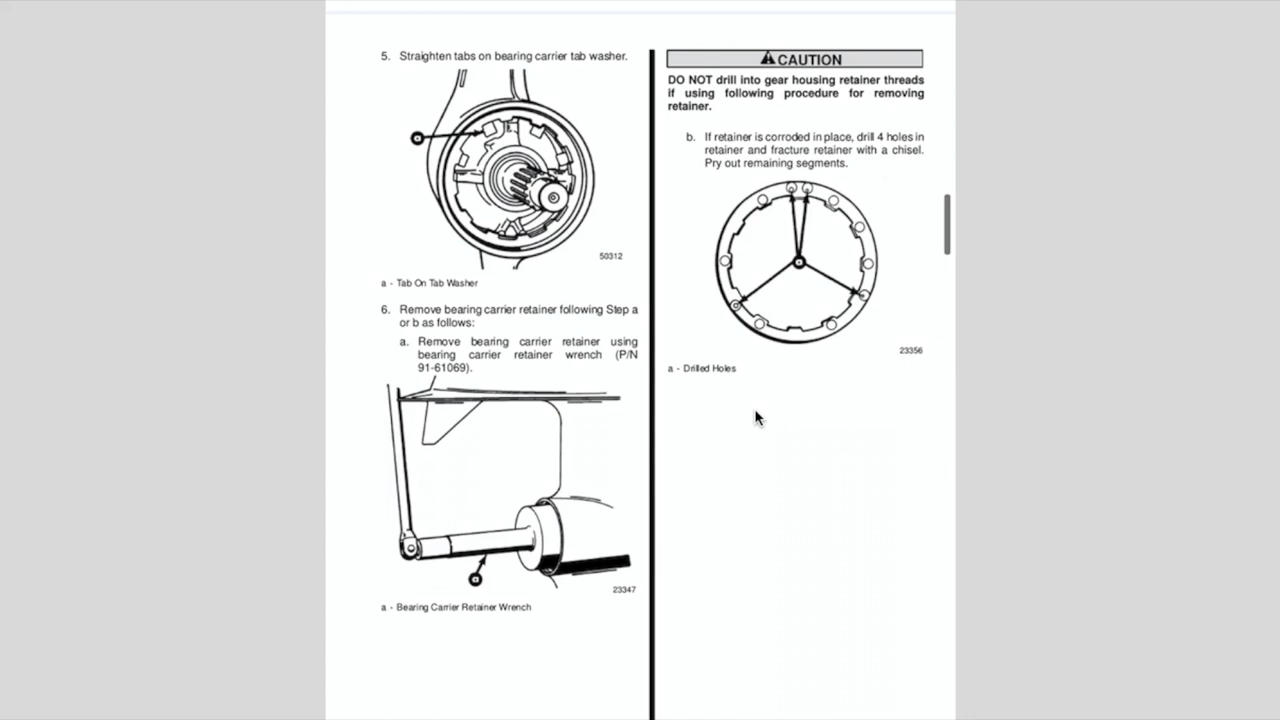 5. Straighten tabs on bearing carrier tab washer.
50312
a - Tab On Tab Washer
6. Remove bearing carrier retainer following Step a
or b as follows:
a. Remove bearing carrier retainer using
bearing carrier retainer wrench (P/N
91-61069).
23347
a - Bearing Carrier Retainer Wrench
CAUTION
DO NOT drill into gear housing retainer threads
if using following procedure for removing
retainer.
b. If retainer is corroded in place, drill 4 holes in
retainer and fracture retainer with a chisel.
Pry out remaining segments.
23356
a - Drilled Holes